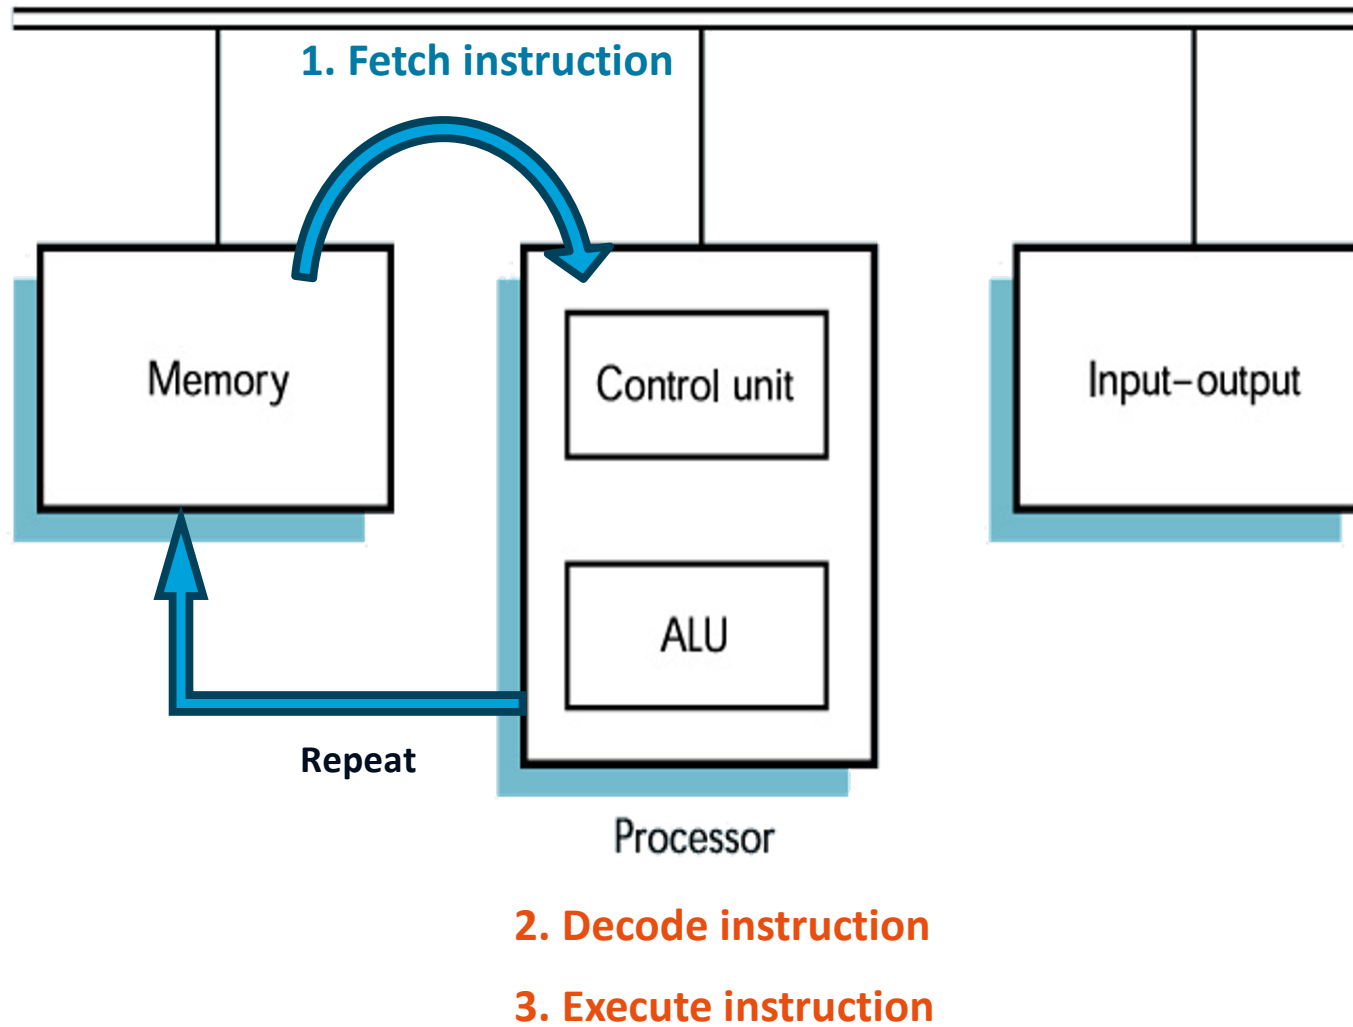 1. Fetch instruction
Memory
Control unit
Input-output
ALU
Repeat
Processor
2. Decode instruction
3. Execute instruction